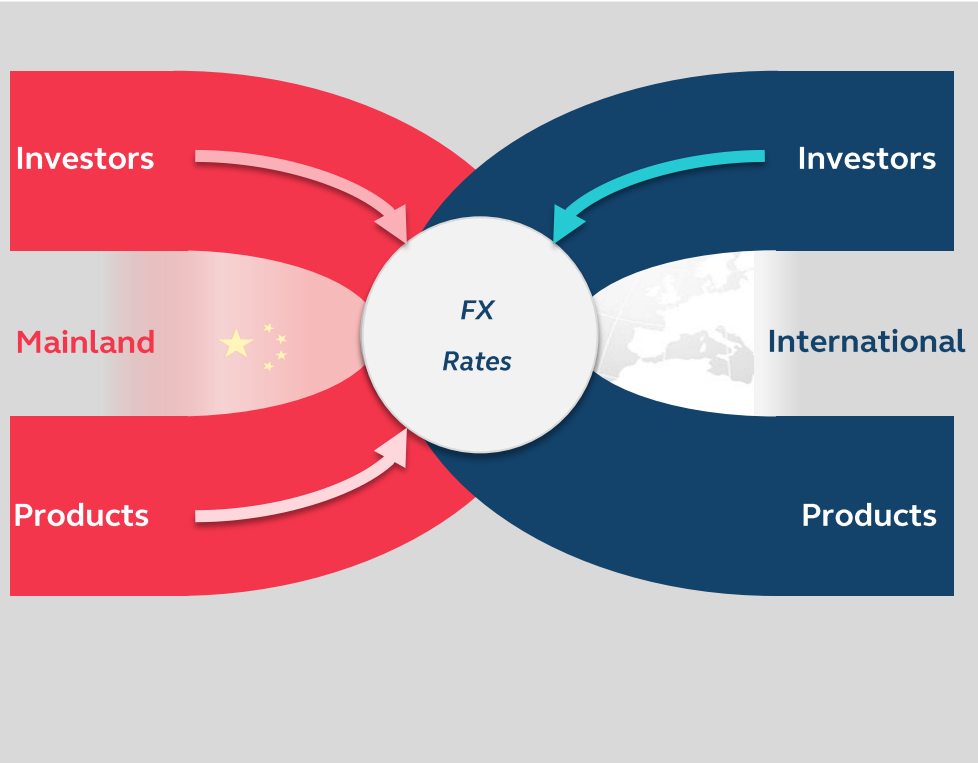 Investors
Investors
FX
Mainland
International
Rates
Products
Products